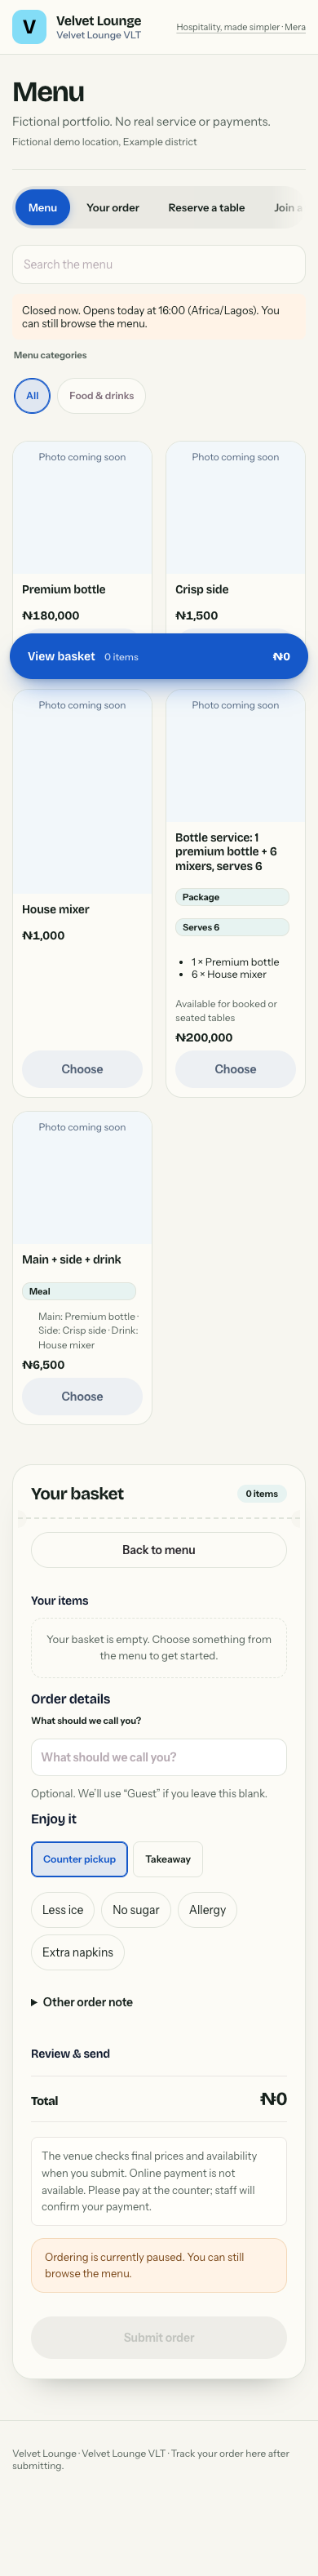 V
Velvet Lounge
Velvet Lounge VLT
Hospitality, made simpler · Mera
Menu
Fictional portfolio. No real service or payments.
Fictional demo location, Example district
Menu
Your order
Reserve a table
Join a
Search the menu
Closed now. Opens today at 16:00 (Africa/Lagos). You
can still browse the menu.
Menu categories
All
Food & drinks
Photo coming soon
Premium bottle
₦180,000
Photo coming soon
Crisp side
₦1,500
View basket
0 items
₦0
Photo coming soon
House mixer
₦1,000
Choose
Photo coming soon
Bottle service: 1
premium bottle + 6
mixers, serves 6
Package
Serves 6
• 1 × Premium bottle
• 6 × House mixer
Available for booked or
seated tables
₦200,000
Choose
Photo coming soon
Main + side + drink
Meal
Main: Premium bottle ·
Side: Crisp side · Drink:
House mixer
₦6,500
Choose
Your basket
0 items
Back to menu
Your items
Your basket is empty. Choose something from
the menu to get started.
Order details
What should we call you?
What should we call you?
Optional. We'll use “Guest” if you leave this blank.
Enjoy it
Counter pickup
Takeaway
Less ice
No sugar
Allergy
Extra napkins
Other order note
Review & send
Total
₦0
The venue checks final prices and availability
when you submit. Online payment is not
available. Please pay at the counter; staff will
confirm your payment.
Ordering is currently paused. You can still
browse the menu.
Submit order
Velvet Lounge · Velvet Lounge VLT · Track your order here after
submitting.